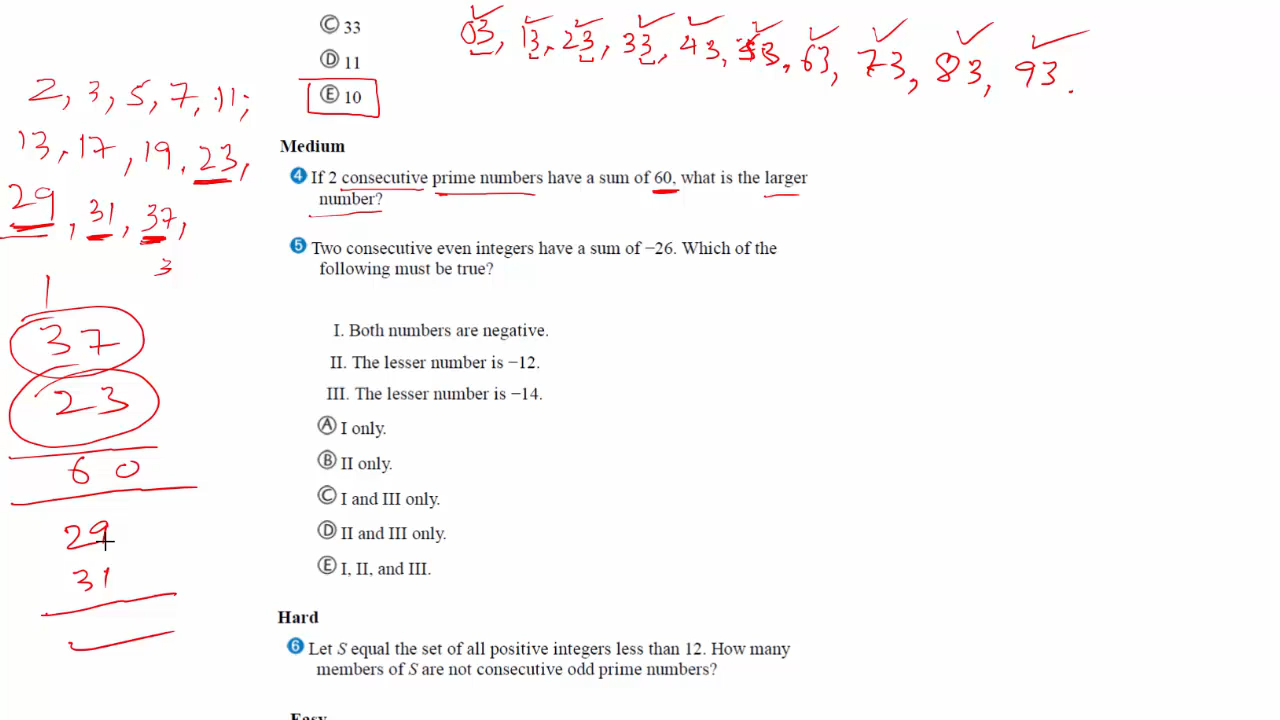 Ⓒ 33
03, 13, 23, 33, 43, 53, 63, 73, 83, 93.
Ⓓ 11
Ⓔ 10
2, 3, 5, 7, 11,
13, 17, 19, 23,
29, 31, 37,
3
Medium
4 If 2 consecutive prime numbers have a sum of 60, what is the larger
number?
5 Two consecutive even integers have a sum of −26. Which of the
following must be true?
I. Both numbers are negative.
II. The lesser number is −12.
III. The lesser number is −14.
Ⓐ I only.
Ⓑ II only.
Ⓒ I and III only.
Ⓓ II and III only.
Ⓔ I, II, and III.
1
37
23
60
29
31
Hard
6 Let S equal the set of all positive integers less than 12. How many
members of S are not consecutive odd prime numbers?